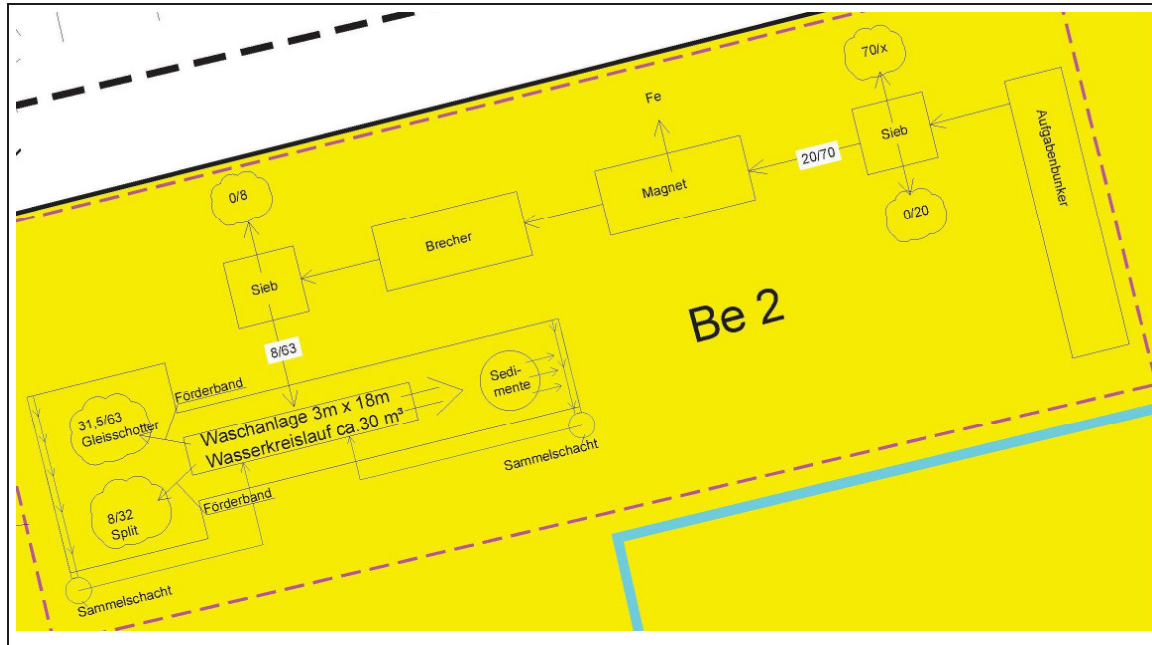 70/x
Fe
Sieb
Aufgabenbunker
20/70
Magnet
0/20
0/8
Brecher
Sieb
Be 2
8/63
Sedi-
mente
Förderband
31,5/63
Gleisschotter
Waschanlage 3m x 18m
Wasserkreislauf ca.30 m³
Sammelschacht
Förderband
8/32
Split
Sammelschacht